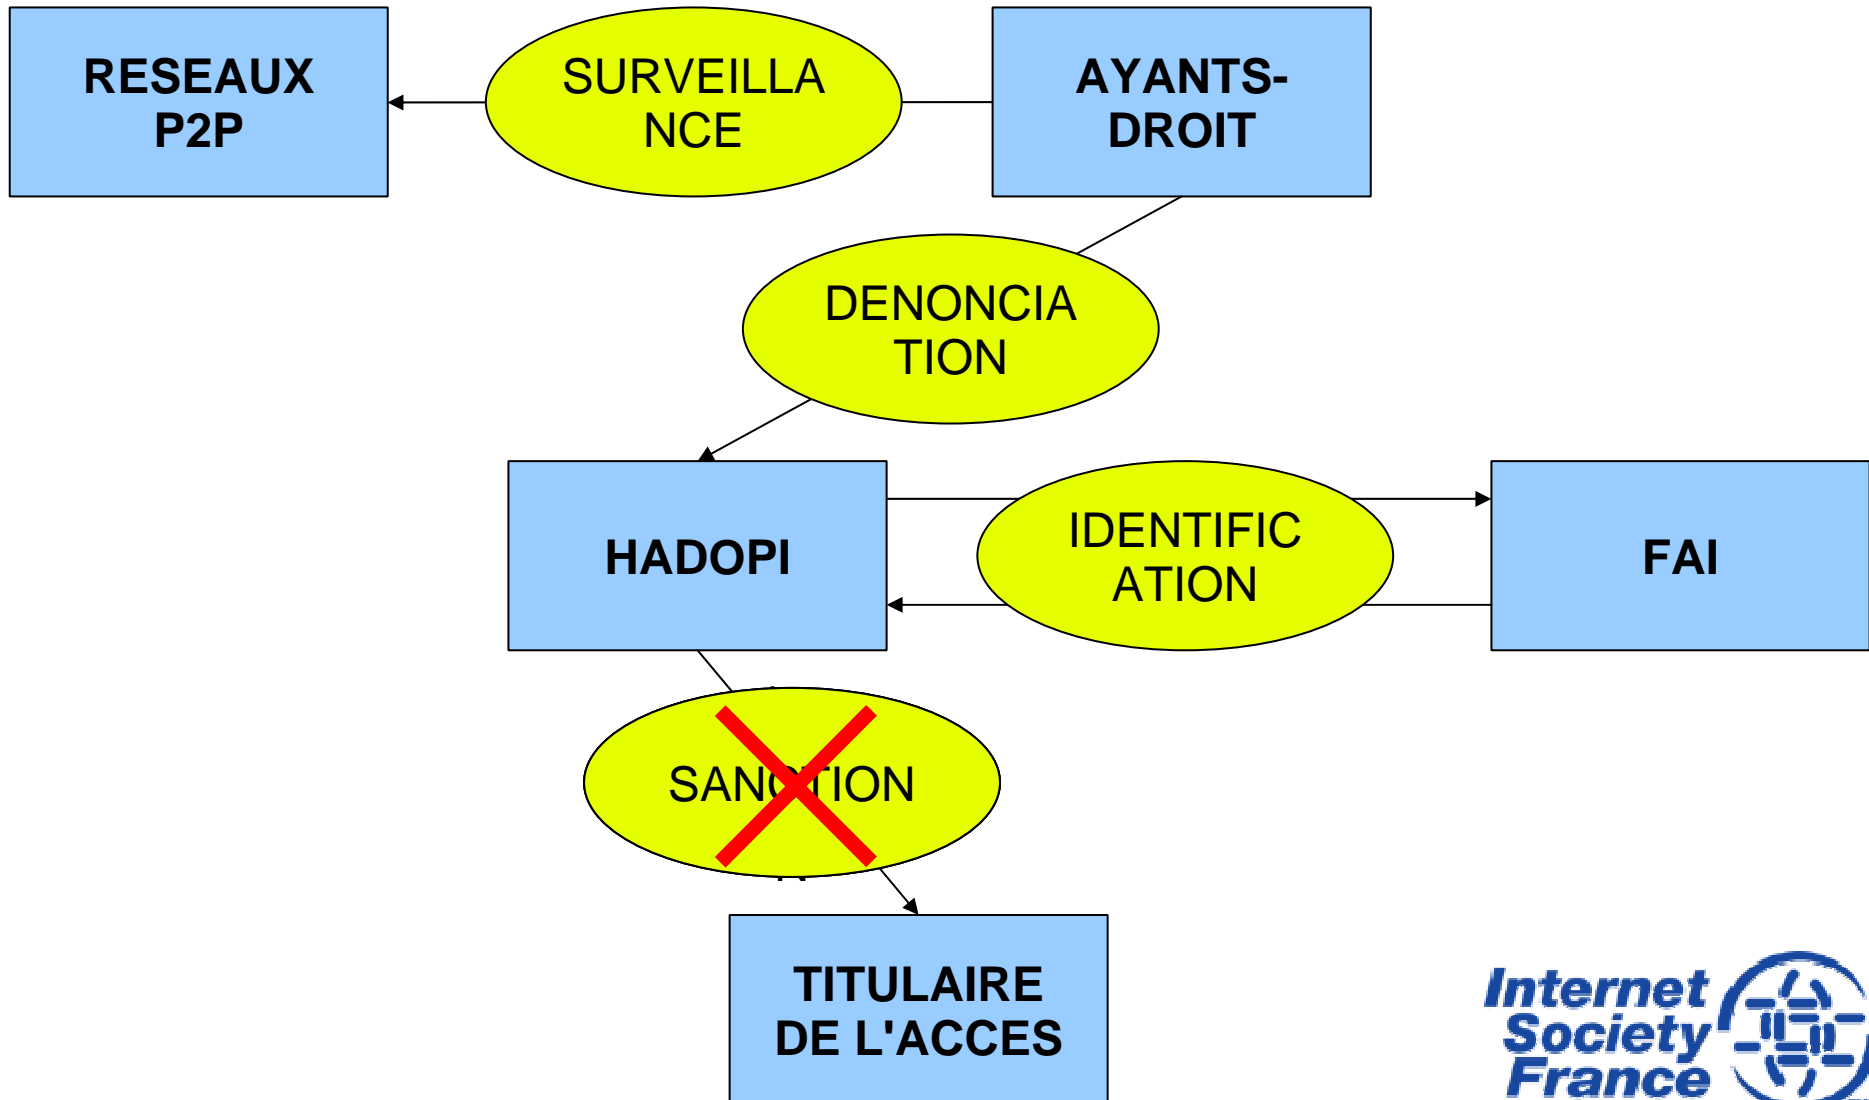 RESEAUX
P2P
SURVEILLA
NCE
AYANTS-
DROIT
DENONCIA
TION
HADOPI
IDENTIFIC
ATION
FAI
SANCTION
TITULAIRE
DE L'ACCES
Internet
Society
France